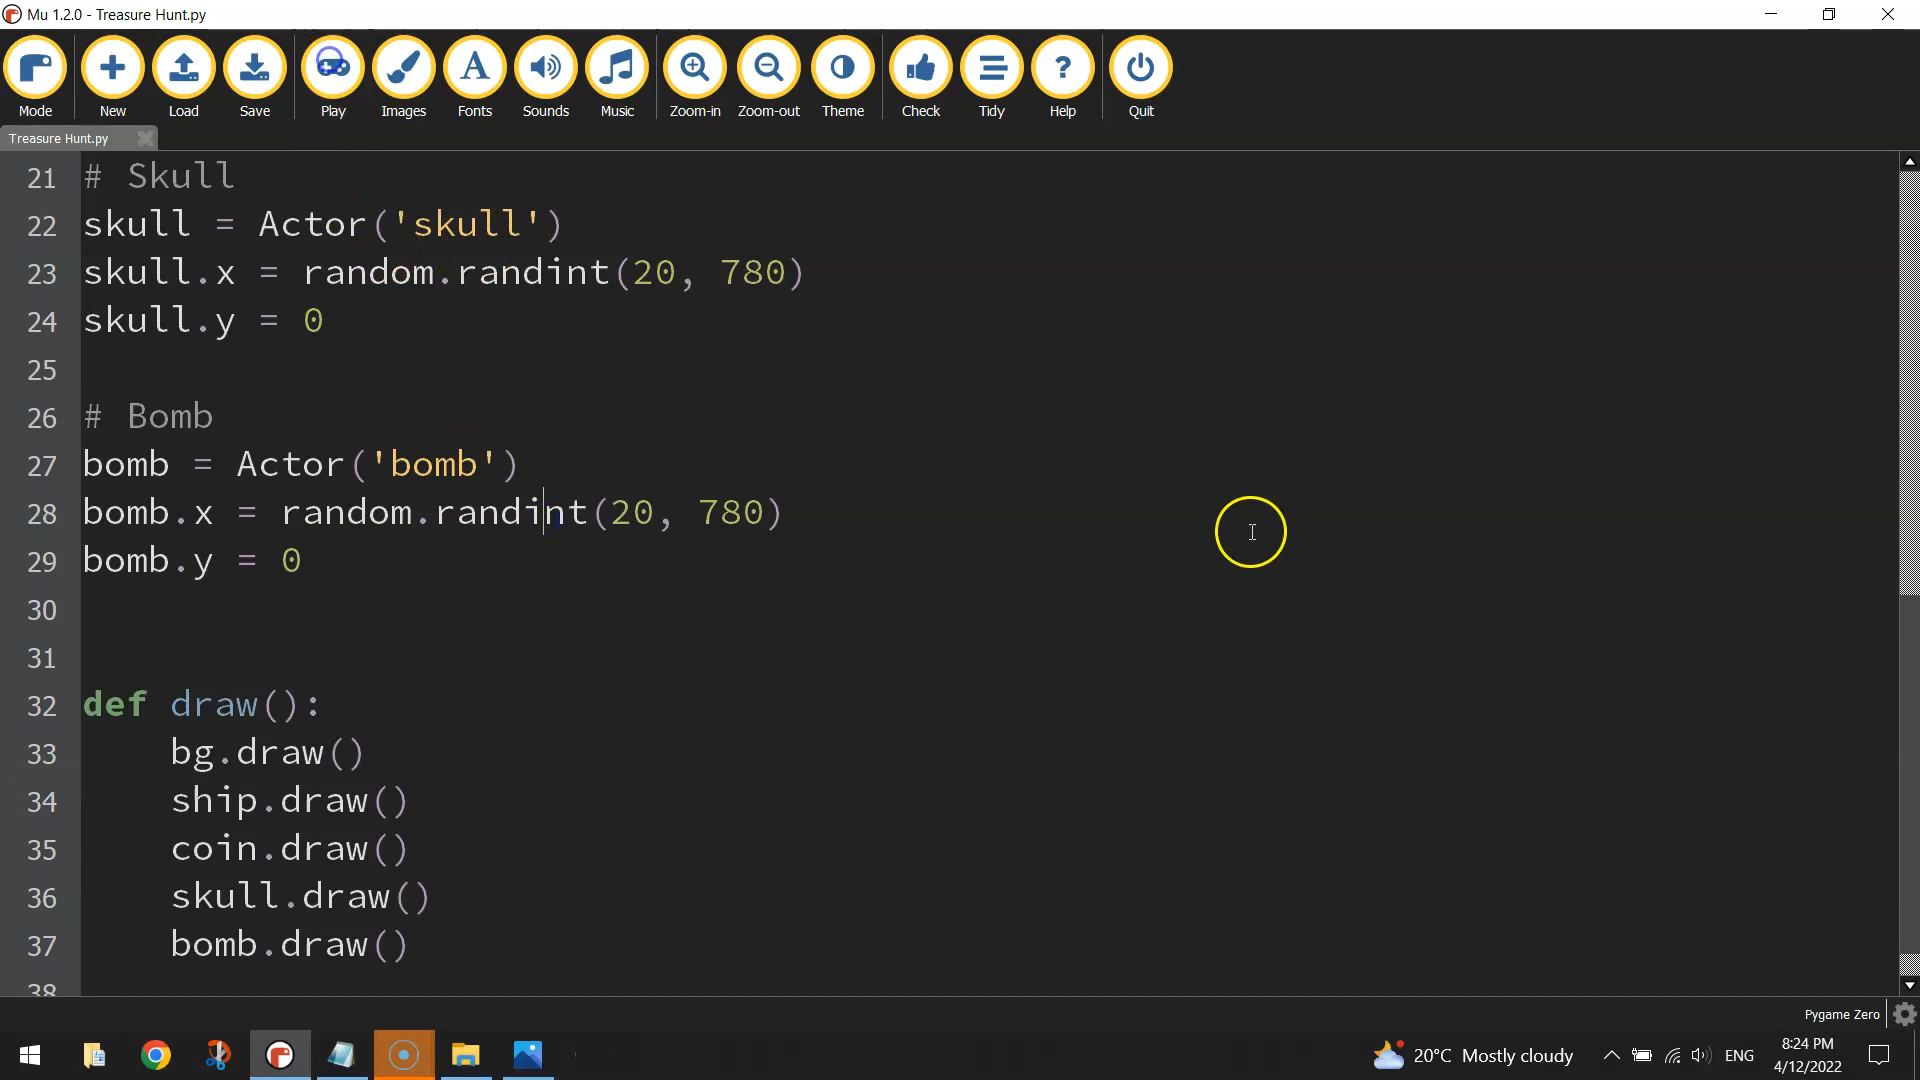 Mu 1.2.0 - Treasure Hunt.py
Mode New Load Save Play Images Fonts Sounds Music Zoom-in Zoom-out Theme Check Tidy Help Quit
Treasure Hunt.py
21 # Skull
22 skull = Actor('skull')
23 skull.x = random.randint(20, 780)
24 skull.y = 0
25
26 # Bomb
27 bomb = Actor('bomb')
28 bomb.x = random.randint(20, 780)
29 bomb.y = 0
30
31
32 def draw():
33     bg.draw()
34     ship.draw()
35     coin.draw()
36     skull.draw()
37     bomb.draw()
38
Pygame Zero
20°C Mostly cloudy ENG 8:24 PM
4/12/2022